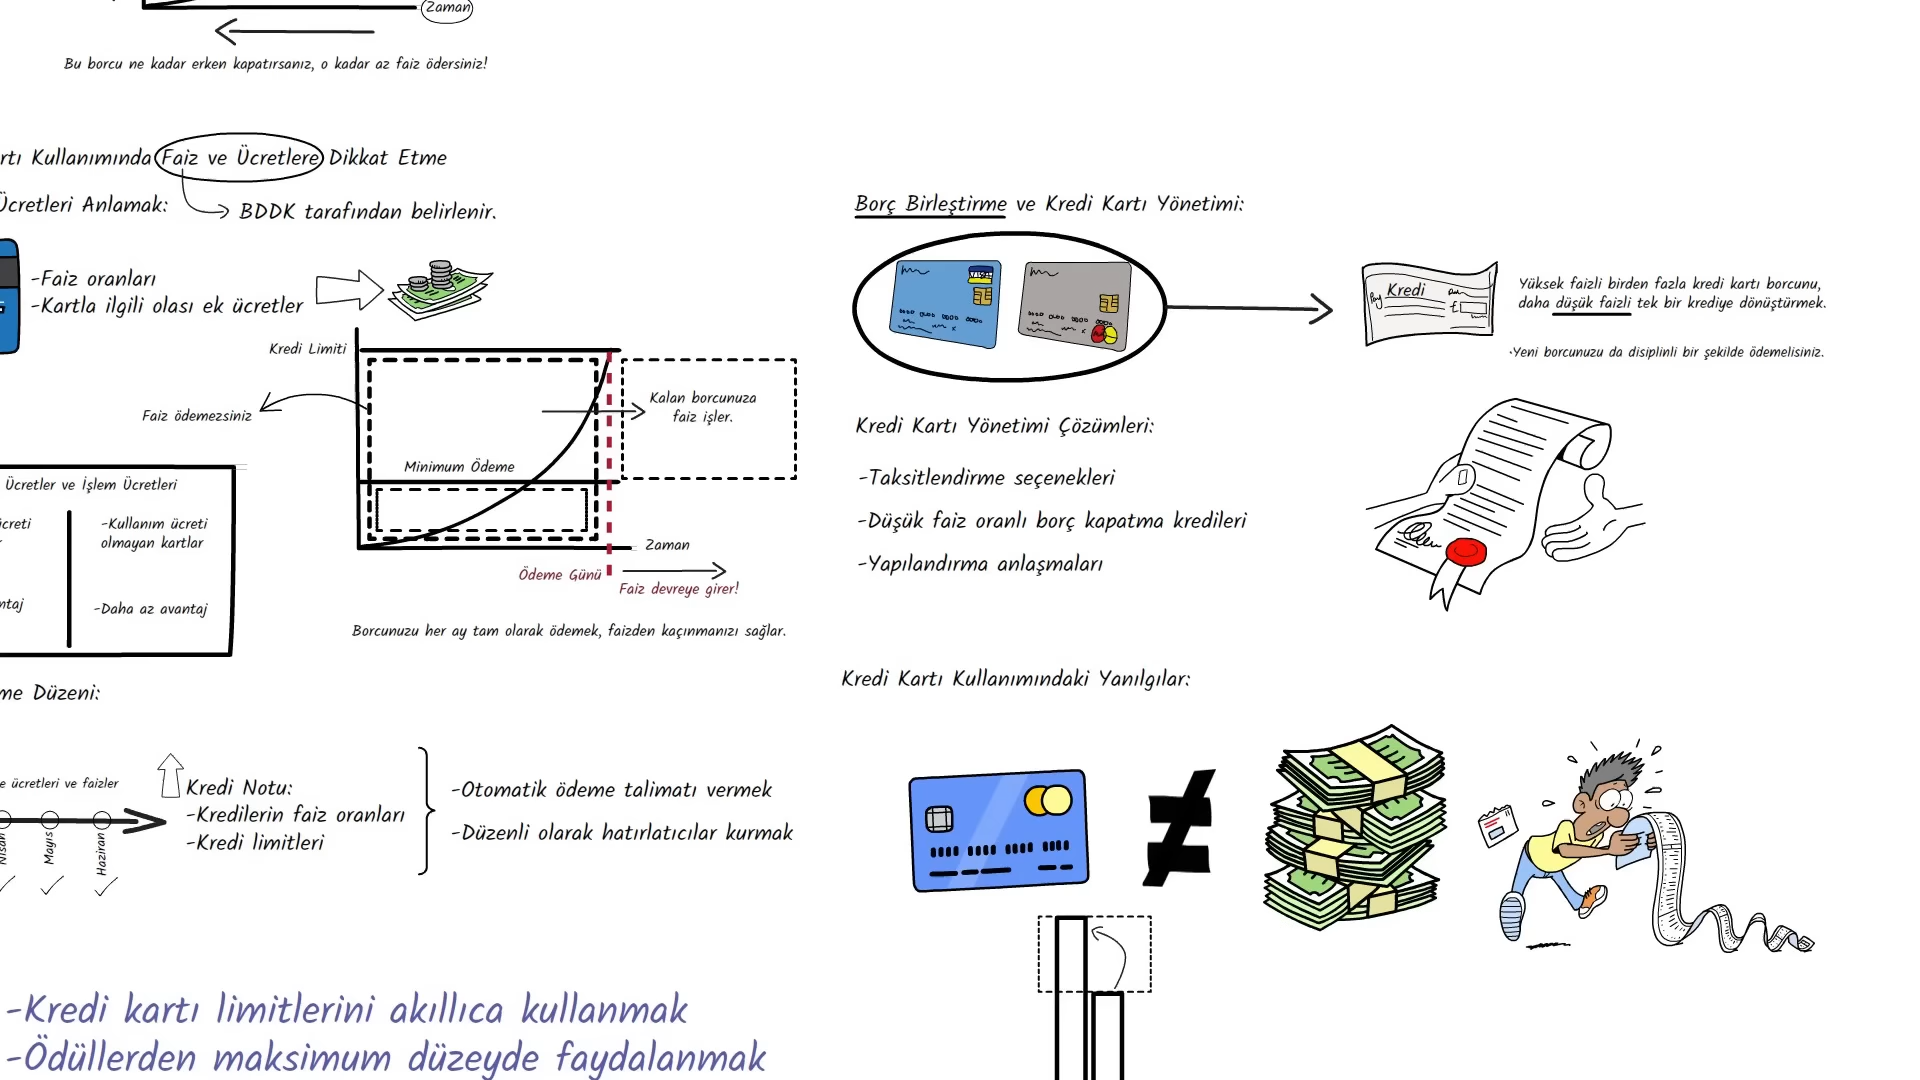 Zaman
Bu borcu ne kadar erken kapatırsanız, o kadar az faiz ödersiniz!
Kullanımında Faiz ve Ücretlere Dikkat Etme
Ücretleri Anlamak:
BDDK tarafından belirlenir.
-Faiz oranları
-Kartla ilgili olası ek ücretler
Kredi Limiti
Faiz ödemezsiniz
Kalan borcunuza
faiz işler.
Minimum Ödeme
Zaman
Ödeme Günü
Faiz devreye girer!
Borcunuzu her ay tam olarak ödemek, faizden kaçınmanızı sağlar.
Ücretler ve İşlem Ücretleri
-Kullanım ücreti
olmayan kartlar
-Daha az avantaj
Düzeni:
ücretleri ve faizler
Nisan
Mayıs
Haziran
Kredi Notu:
-Kredilerin faiz oranları
-Kredi limitleri
-Otomatik ödeme talimatı vermek
-Düzenli olarak hatırlatıcılar kurmak
-Kredi kartı limitlerini akıllıca kullanmak
-Ödüllerden maksimum düzeyde faydalanmak
Borç Birleştirme ve Kredi Kartı Yönetimi:
Kredi
Yüksek faizli birden fazla kredi kartı borcunu,
daha düşük faizli tek bir krediye dönüştürmek.
·Yeni borcunuzu da disiplinli bir şekilde ödemelisiniz.
Kredi Kartı Yönetimi Çözümleri:
-Taksitlendirme seçenekleri
-Düşük faiz oranlı borç kapatma kredileri
-Yapılandırma anlaşmaları
Kredi Kartı Kullanımındaki Yanılgılar: